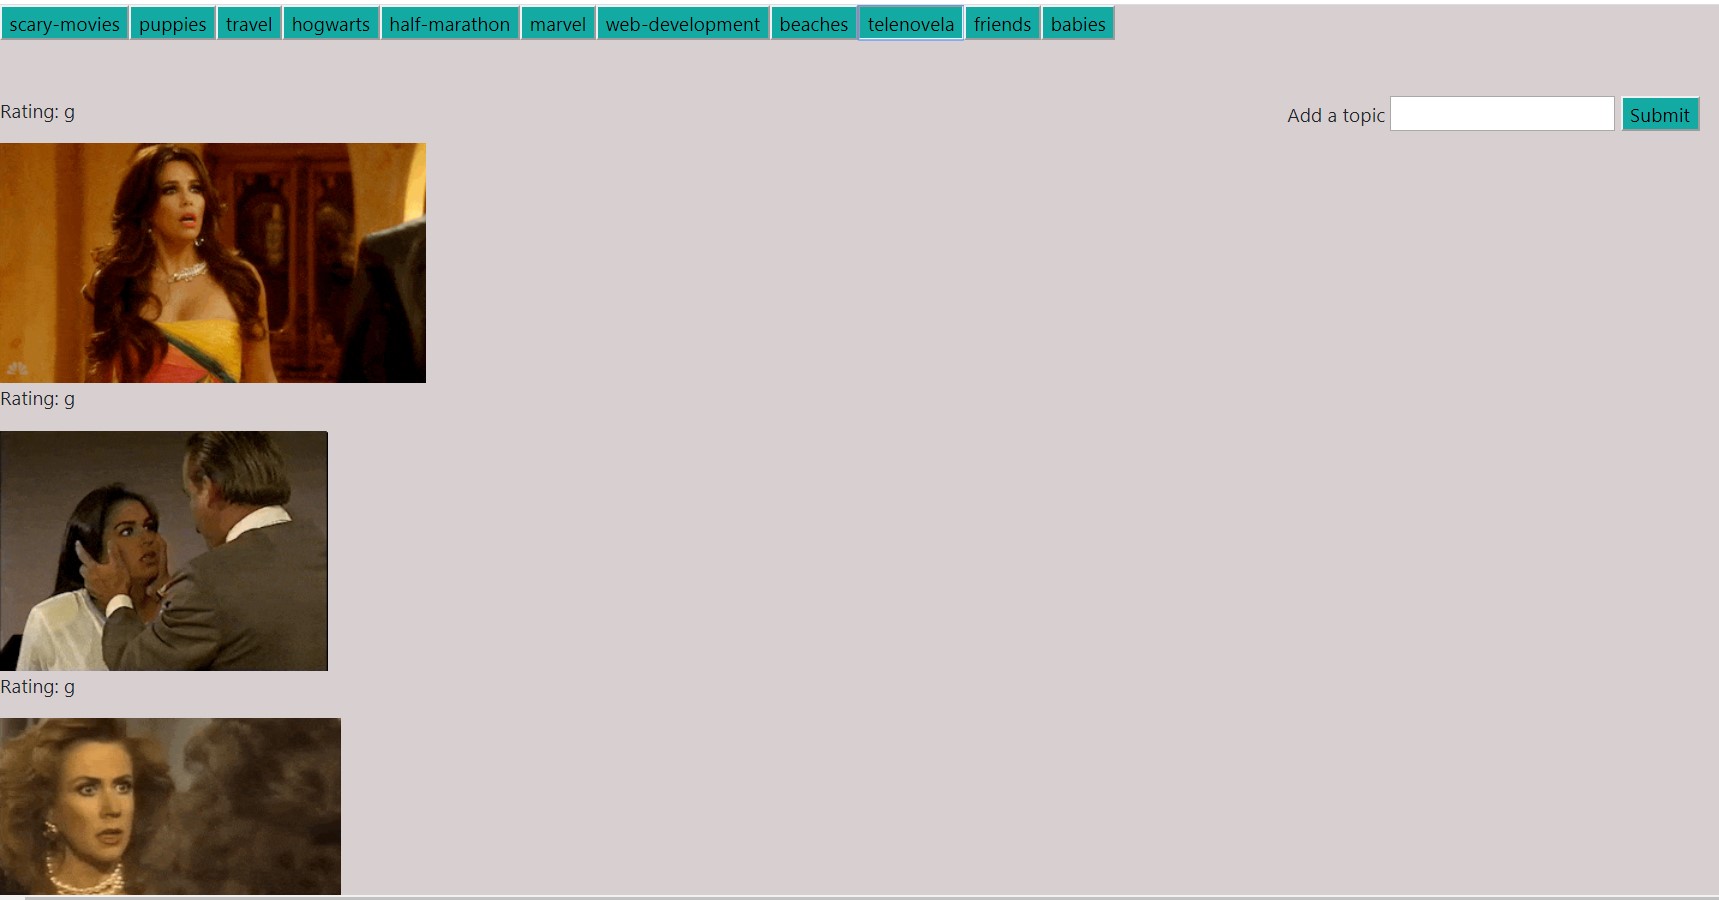 scary-movies puppies travel hogwarts half-marathon marvel web-development beaches telenovela friends babies
Rating: g
Add a topic Submit
Rating: g
Rating: g